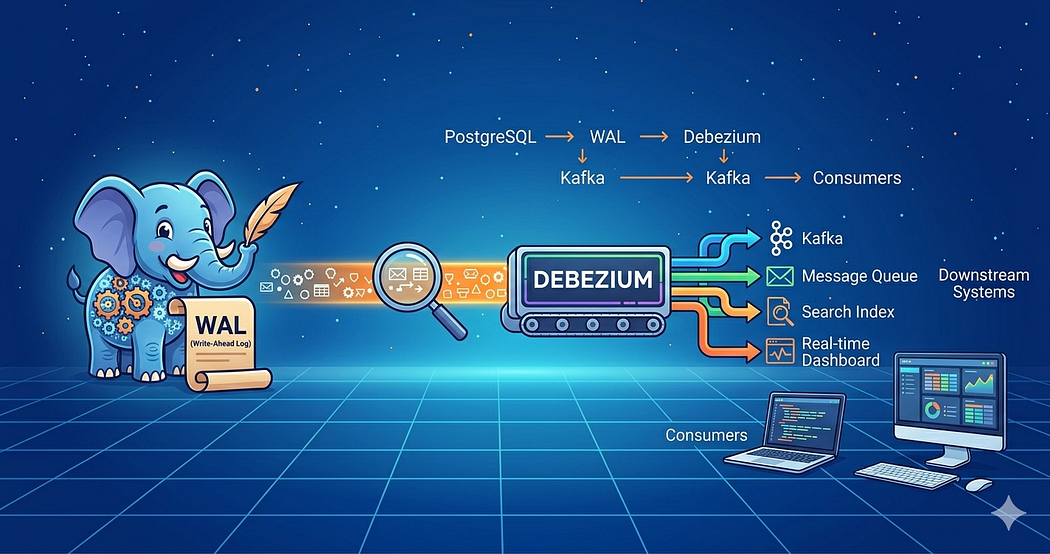 PostgreSQL → WAL → Debezium
↓ ↓
Kafka → Kafka → Consumers
WAL
(Write-Ahead Log)
DEBEZIUM
Kafka
Message Queue
Search Index
Real-time
Dashboard
Downstream
Systems
Consumers